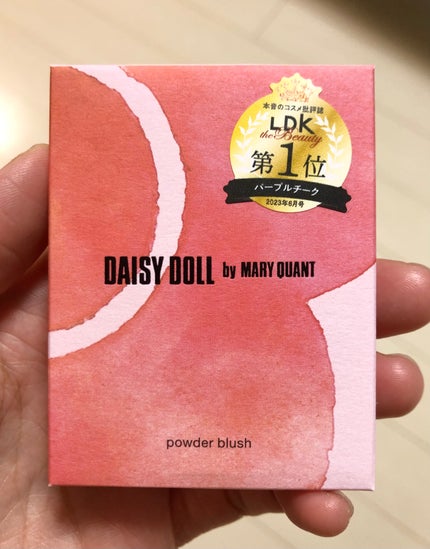 本音のコスメ批評誌
LDK
the Beauty
第1位
パープルチーク
2023年6月号
DAISY DOLL by MARY QUANT
powder blush